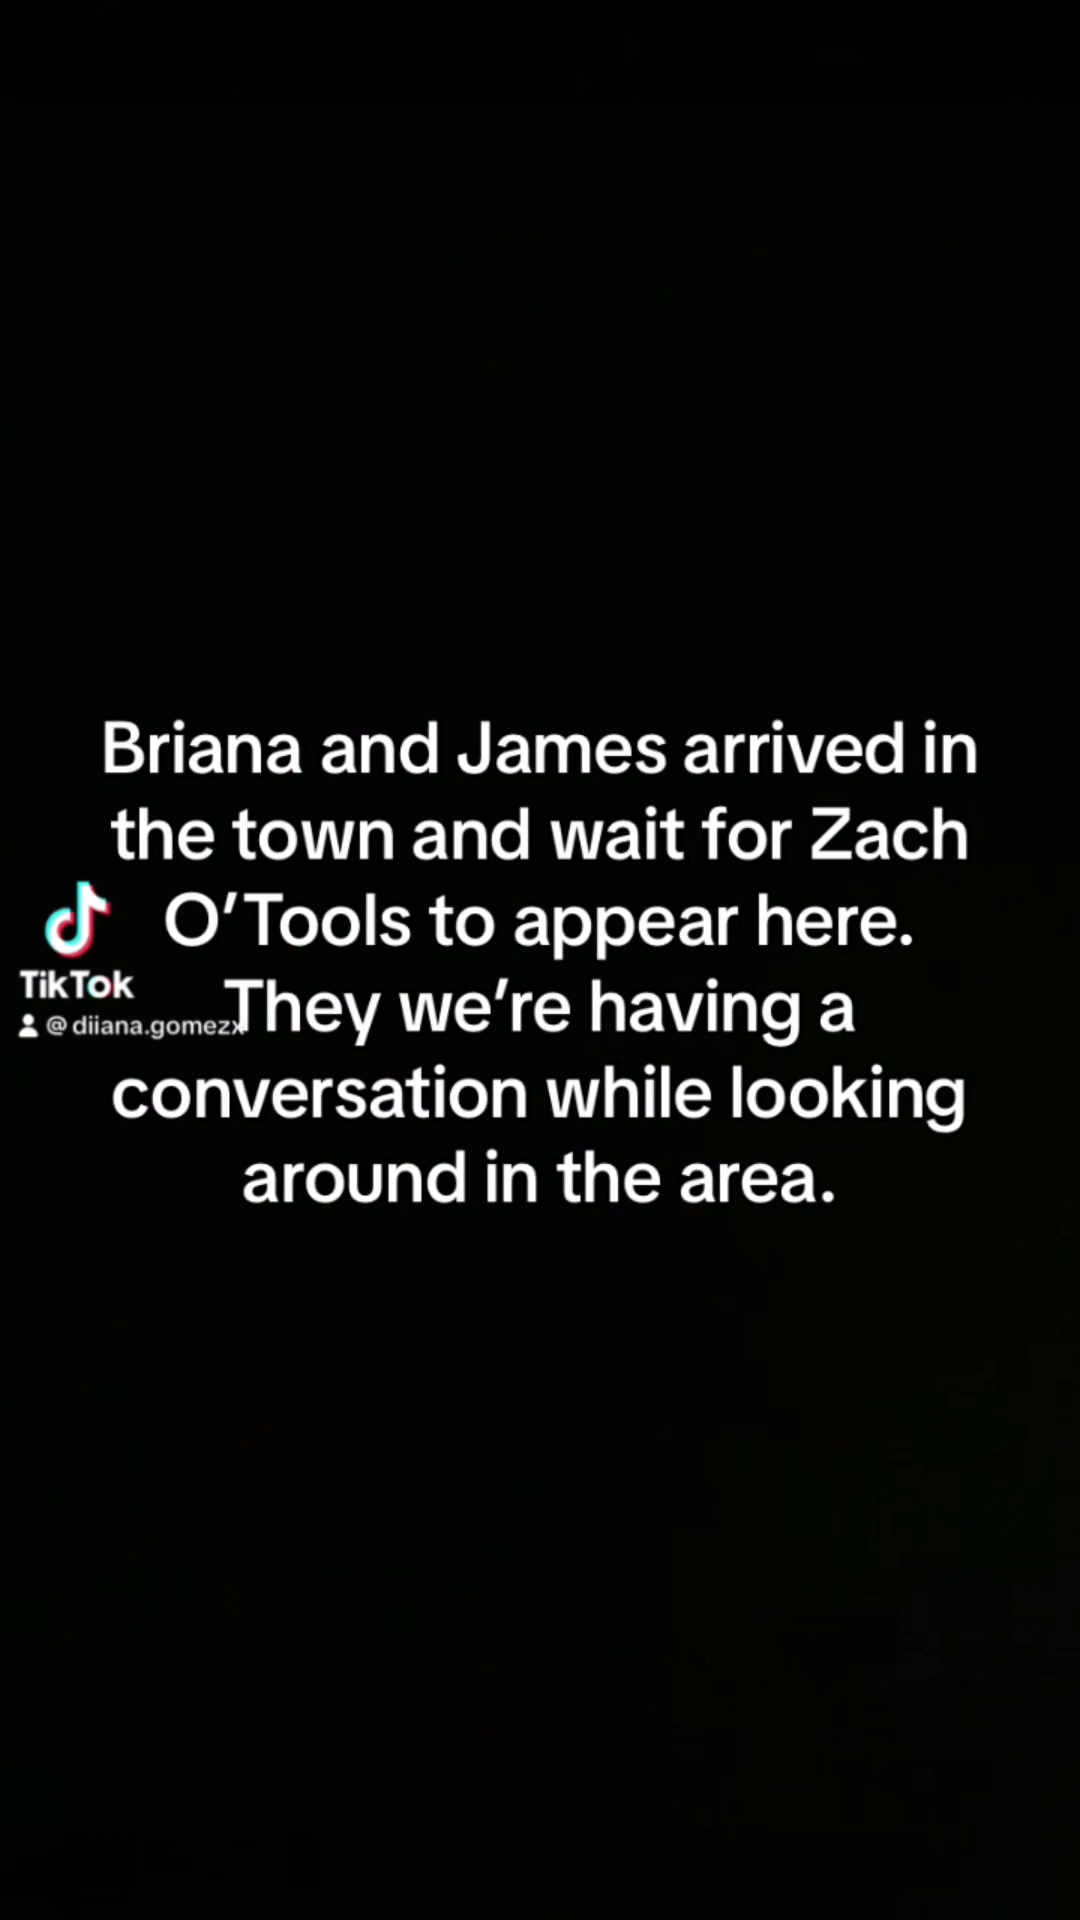 Briana and James arrived in
the town and wait for Zach
O’Tools to appear here.
They we’re having a
conversation while looking
around in the area.
TikTok
@diiana.gomezx